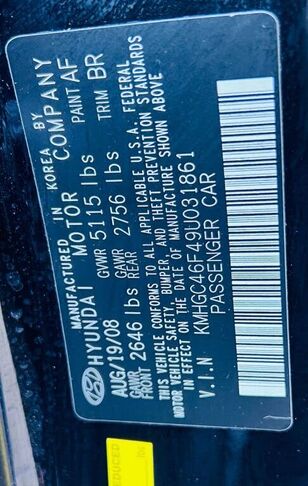 MANUFACTURED IN KOREA BY
HYUNDAI MOTOR COMPANY
AUG/19/08 GVWR 5115 lbs PAINT AF
GAWR FRONT 2646 lbs GAWR REAR 2756 lbs TRIM BR
THIS VEHICLE CONFORMS TO ALL APPLICABLE U.S.A. FEDERAL
MOTOR VEHICLE SAFETY, BUMPER, AND THEFT PREVENTION STANDARDS
IN EFFECT ON THE DATE OF MANUFACTURE SHOWN ABOVE
V.I.N KMHGC46F49U031861
PASSENGER CAR
DUCED